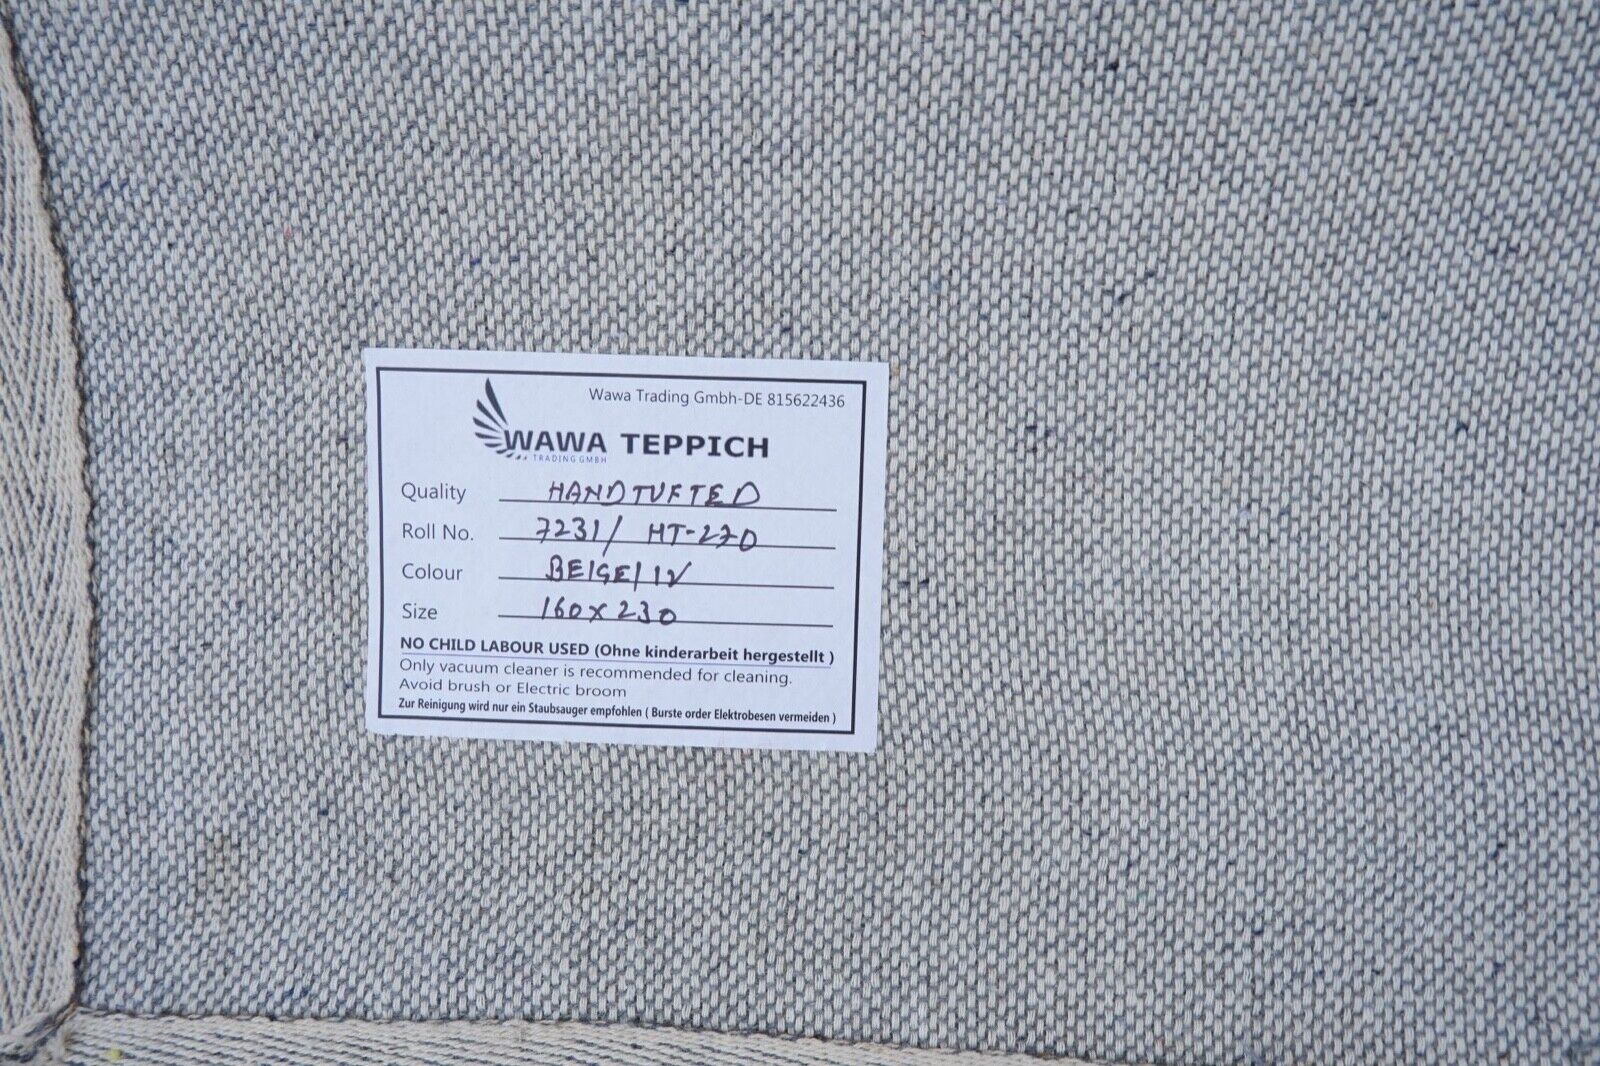 Wawa Trading Gmbh-DE 815622436
WAWA TEPPICH
TRADING GMBH
Quality HANDTUFTED
Roll No. 7231/ HT-270
Colour BEIGE/IV
Size 160x230
NO CHILD LABOUR USED (Ohne kinderarbeit hergestellt )
Only vacuum cleaner is recommended for cleaning.
Avoid brush or Electric broom
Zur Reinigung wird nur ein Staubsauger empfohlen ( Burste order Elektrobesen vermeiden )